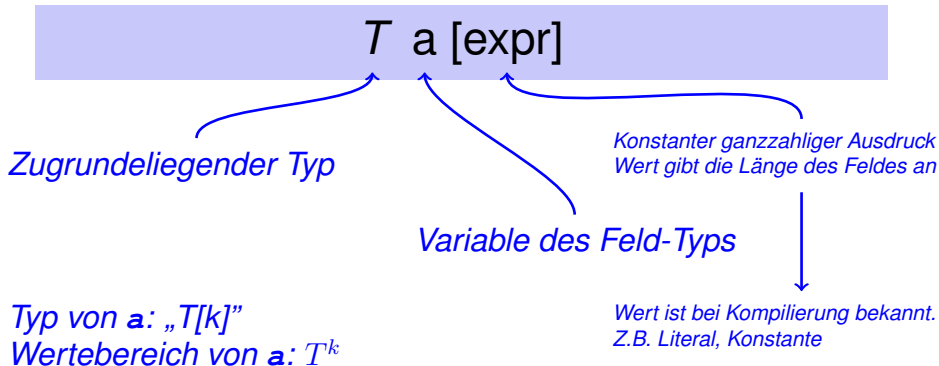 T a [expr]
Zugrundeliegender Typ
Konstanter ganzzahliger Ausdruck
Wert gibt die Länge des Feldes an
Variable des Feld-Typs
Typ von a: „T[k]”
Wertebereich von a: T^k
Wert ist bei Kompilierung bekannt.
Z.B. Literal, Konstante